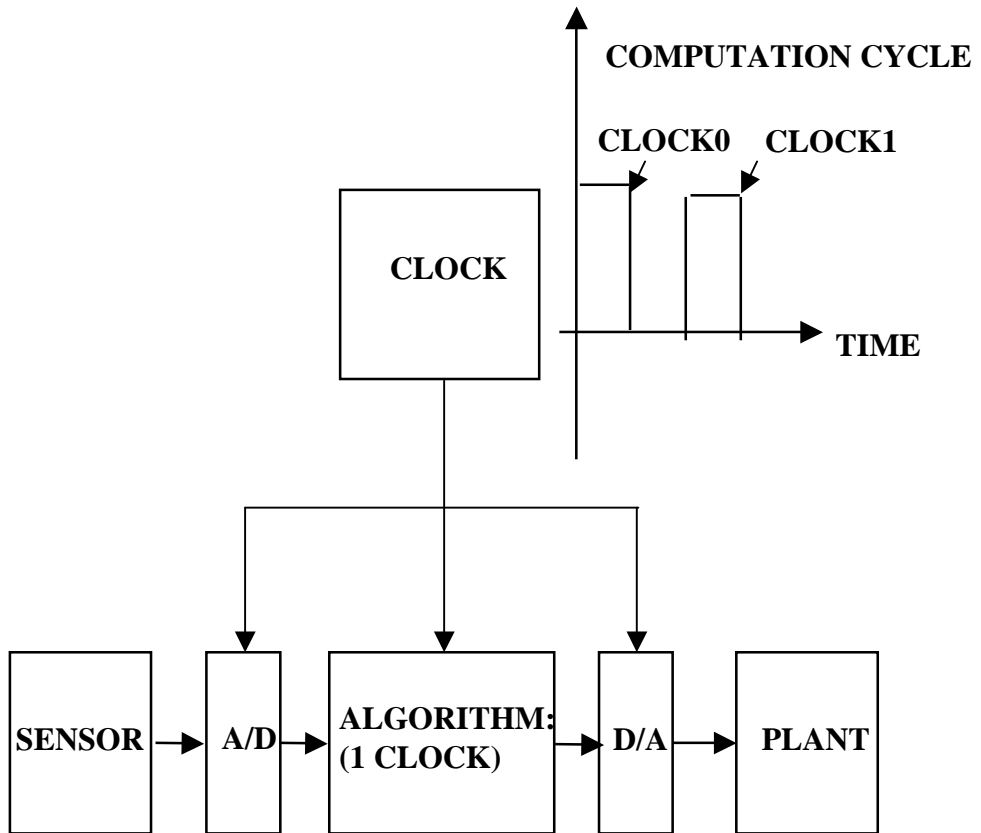 COMPUTATION CYCLE
CLOCK0
CLOCK1
CLOCK
TIME
SENSOR
A/D
ALGORITHM:
(1 CLOCK)
D/A
PLANT